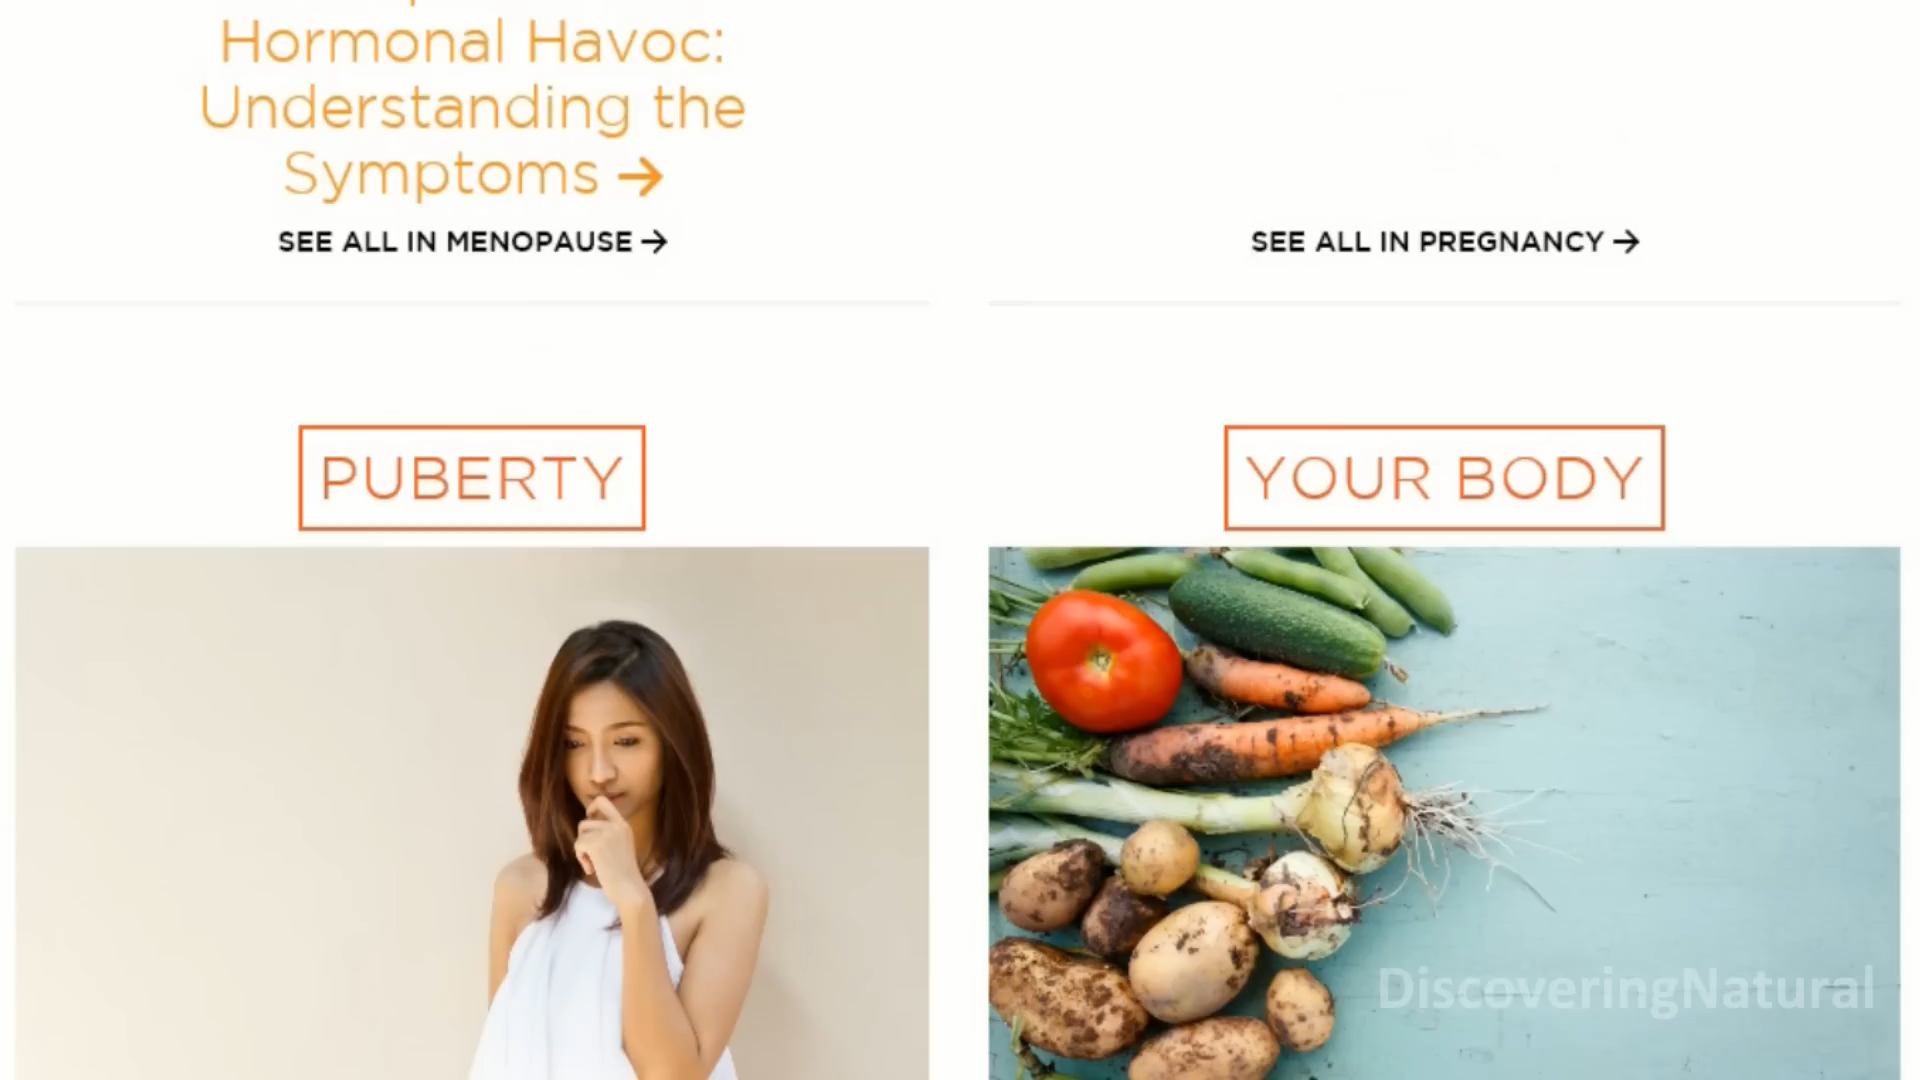 Hormonal Havoc:
Understanding the
Symptoms →
SEE ALL IN MENOPAUSE →
SEE ALL IN PREGNANCY →
PUBERTY
YOUR BODY
DiscoveringNatural